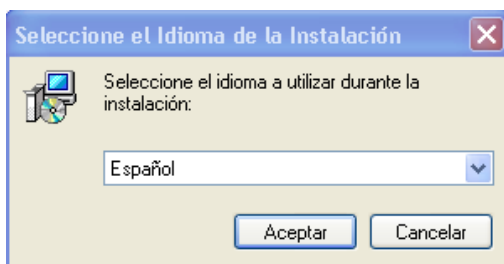 Seleccione el Idioma de la Instalación
Seleccione el idioma a utilizar durante la
instalación:
Español
Aceptar
Cancelar